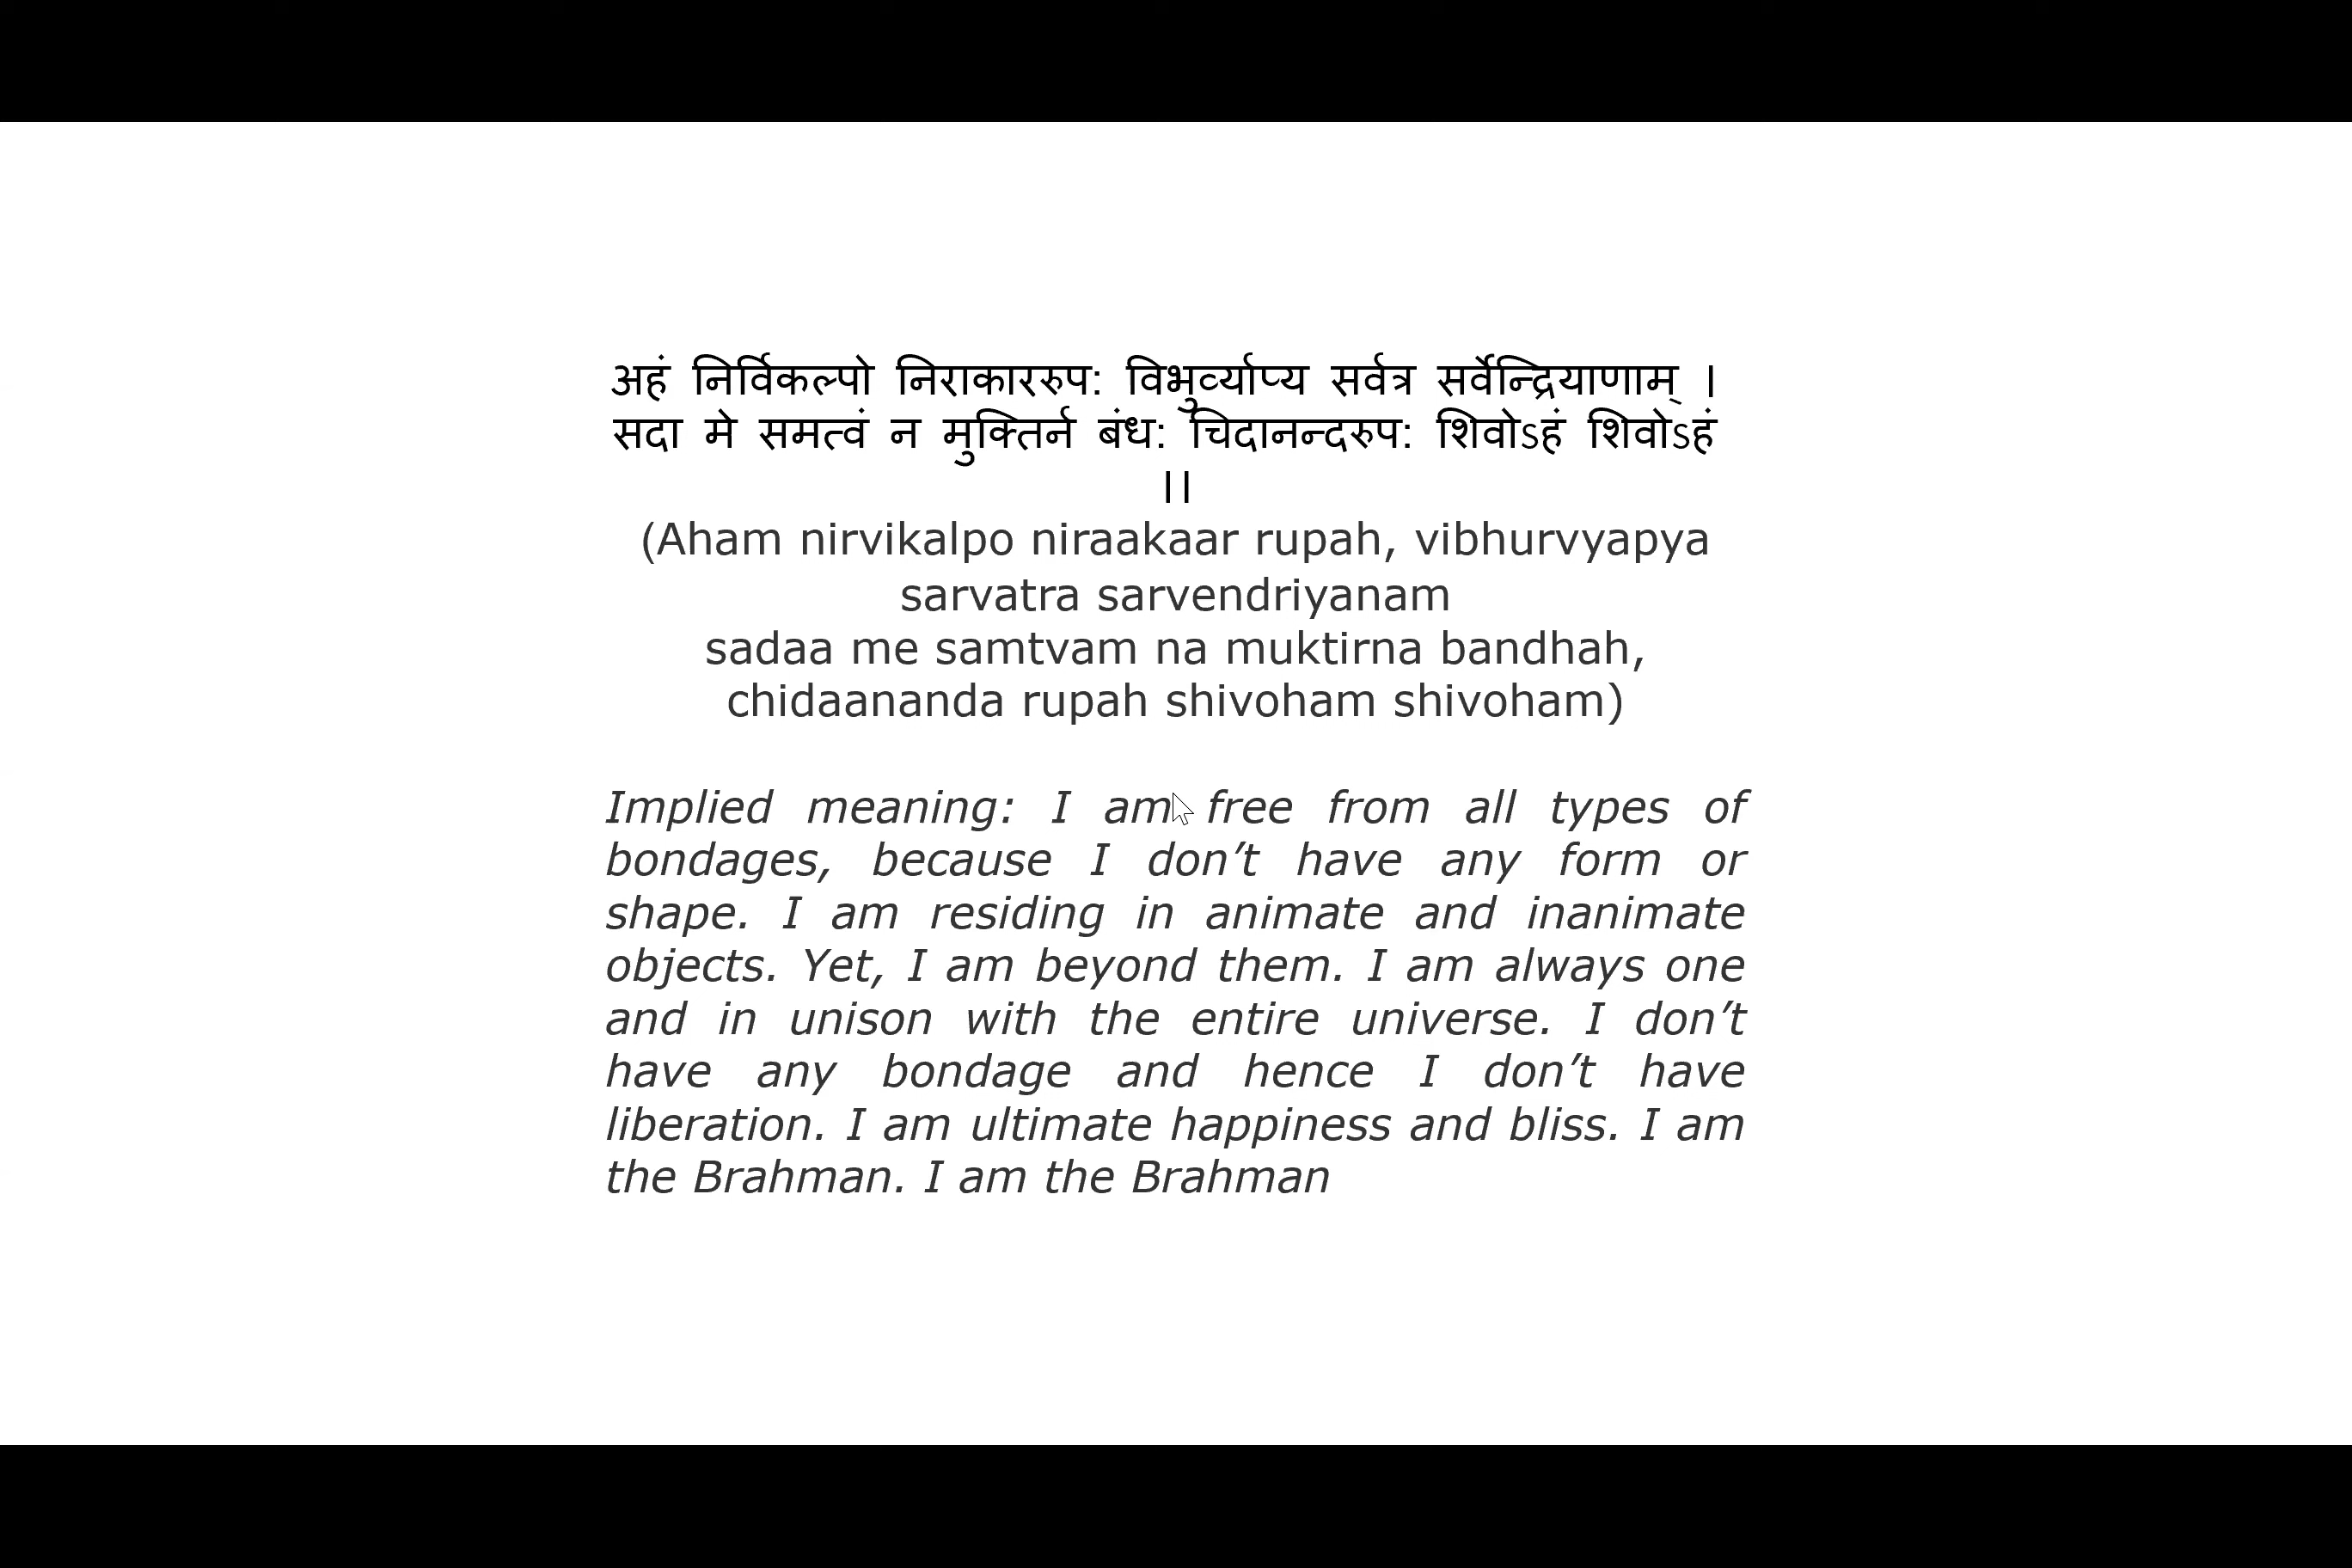 अहं निर्विकल्पो निराकाररुप: विभुर्व्याप्य सर्वत्र सर्वेन्द्रियाणाम् ।
सदा मे समत्वं न मुक्तिर्न बंध: चिदानन्दरुप: शिवोऽहं शिवोऽहं
।।
(Aham nirvikalpo niraakaar rupah, vibhurvyapya
sarvatra sarvendriyanam
sadaa me samtvam na muktirna bandhah,
chidaananda rupah shivoham shivoham)
Implied meaning: I am free from all types of
bondages, because I don’t have any form or
shape. I am residing in animate and inanimate
objects. Yet, I am beyond them. I am always one
and in unison with the entire universe. I don’t
have any bondage and hence I don’t have
liberation. I am ultimate happiness and bliss. I am
the Brahman. I am the Brahman